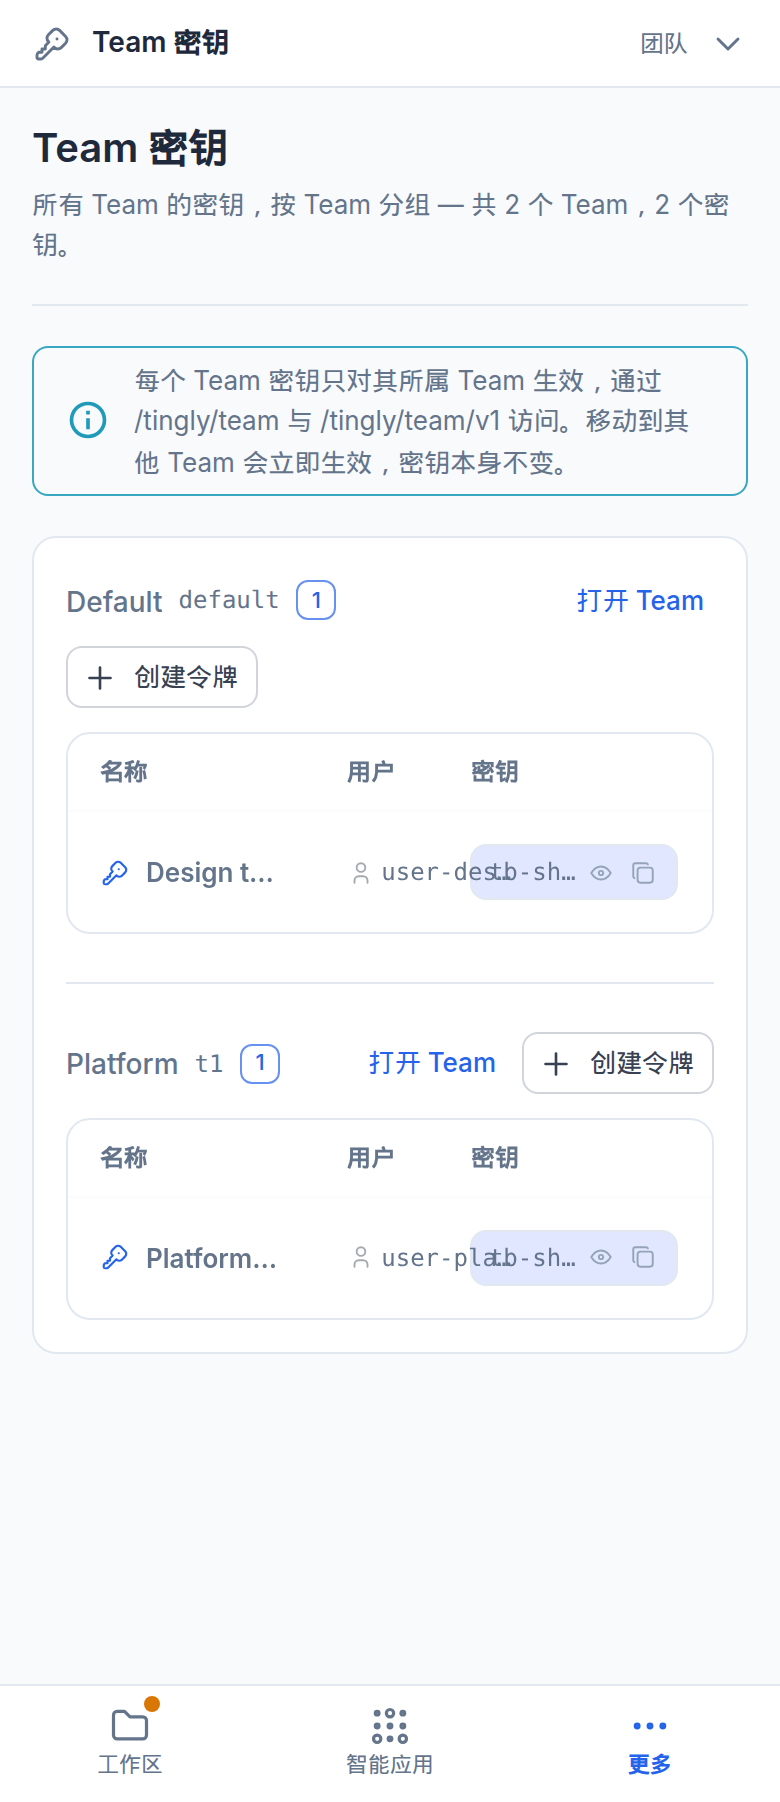 Team 密钥 团队
Team 密钥
所有 Team 的密钥，按 Team 分组 — 共 2 个 Team，2 个密
钥。
每个 Team 密钥只对其所属 Team 生效，通过
/tingly/team 与 /tingly/team/v1 访问。移动到其
他 Team 会立即生效，密钥本身不变。
Default default 1 打开 Team
创建令牌
名称 用户 密钥
Design t... user-des… tb-sh…
Platform t1 1 打开 Team 创建令牌
名称 用户 密钥
Platform... user-pla… tb-sh…
工作区 智能应用 更多